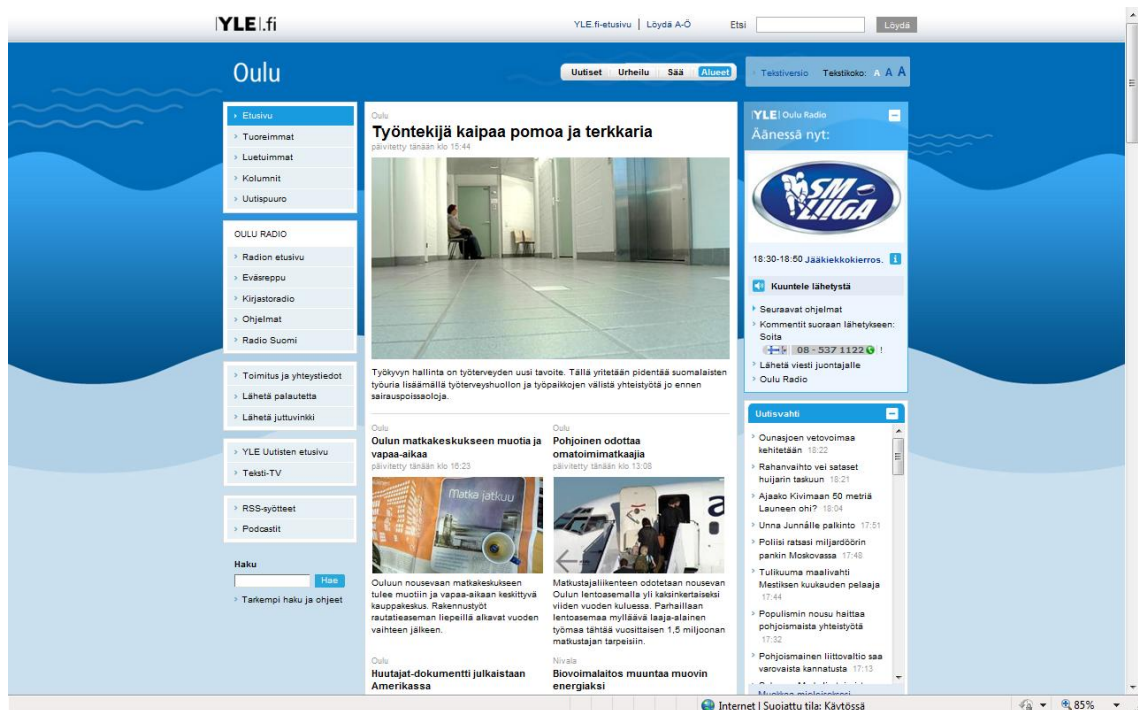 YLE.fi
YLE.fi-etusivu | Löydä A-Ö
Etsi
Löydä
Oulu
Uutiset Urheilu Sää Alueet
Tekstiversio Tekstikoko: A A A
Etusivu
Tuoreimmat
Luetuimmat
Kolumnit
Uutispuuro
OULU RADIO
Radion etusivu
Eväsreppu
Kirjastoradio
Ohjelmat
Radio Suomi
Toimitus ja yhteystiedot
Lähetä palautetta
Lähetä juttuvinkki
YLE Uutisten etusivu
Teksti-TV
RSS-syötteet
Podcastit
Haku
Hae
Tarkempi haku ja ohjeet
Oulu
Työntekijä kaipaa pomoa ja terkkaria
päivitetty tänään klo 15:44
Työkyvyn hallinta on työterveyden uusi tavoite. Tällä yritetään pidentää suomalaisten
työuria lisäämällä työterveyshuollon ja työpaikkojen välistä yhteistyötä jo ennen
sairauspoissaoloja.
Oulu
Oulun matkakeskukseen muotia ja
vapaa-aikaa
päivitetty tänään klo 16:23
Matka jatkuu
Ouluun nousevaan matkakeskukseen
tulee muotiin ja vapaa-aikaan keskittyvä
kauppakeskus. Rakennustyöt
rautatieaseman liepeillä alkavat vuoden
vaihteen jälkeen.
Oulu
Pohjoinen odottaa
omatoimimatkaajia
päivitetty tänään klo 13:08
a
Matkustajaliikenteen odotetaan nousevan
Oulun lentoasemalla yli kaksinkertaiseksi
viiden vuoden kuluessa. Parhaillaan
lentoasemaa mylläävä laaja-alainen
työmaa tähtää vuosittaisen 1,5 miljoonan
matkustajan tarpeisiin.
Oulu
Huutajat-dokumentti julkaistaan
Amerikassa
Nivala
Biovoimalaitos muuntaa muovin
energiaksi
YLE Oulu Radio
Äänessä nyt:
SM-
LIIGA
18:30-18:50 Jääkiekkokierros.
Kuuntele lähetystä
Seuraavat ohjelmat
Kommentit suoraan lähetykseen:
Soita
08 - 537 1122 !
Lähetä viesti juontajalle
Oulu Radio
Uutisvahti
Ounasjoen vetovoimaa
kehitetään 18:22
Rahanvaihto vei sataset
huijarin taskuun 18:21
Ajaako Kivimaan 50 metriä
Launeen ohi? 18:04
Unna Junnálle palkinto 17:51
Poliisi ratsasi miljardöörin
pankin Moskovassa 17:48
Tulikuuma maalivahti
Mestiksen kuukauden pelaaja
17:44
Populismin nousu haittaa
pohjoismaista yhteistyötä
17:32
Pohjoismainen liittovaltio saa
varovaista kannatusta 17:13
Internet | Suojattu tila: Käytössä
85%